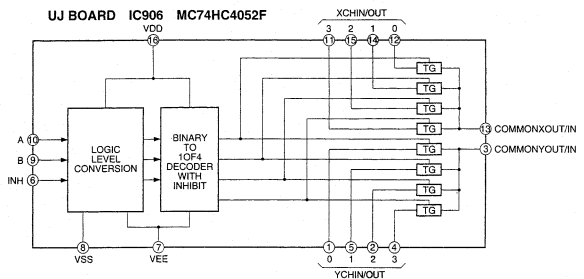 UJ BOARD IC906 MC74HC4052F
XCHIN/OUT
VDD 3 2 1 0
16 11 15 14 12
TG
TG
TG
TG
TG
TG
TG
TG
A 10
B 9
INH 6
LOGIC
LEVEL
CONVERSION
BINARY
TO
1OF4
DECODER
WITH
INHIBIT
13 COMMONXOUT/IN
3 COMMONYOUT/IN
8 7 1 5 2 4
VSS VEE 0 1 2 3
YCHIN/OUT